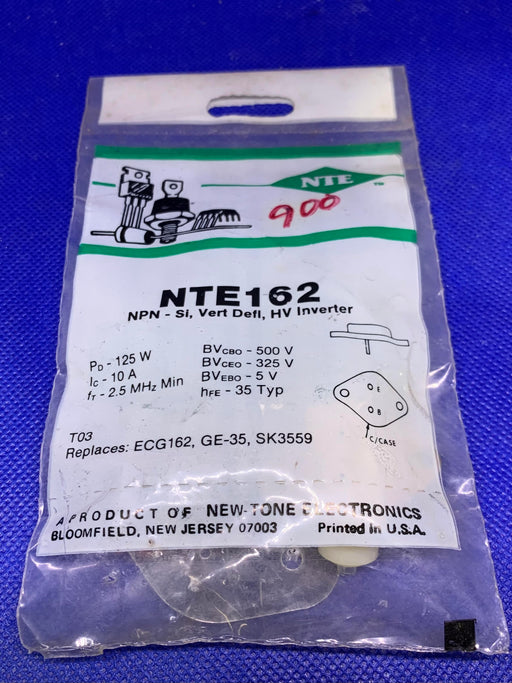 NTE
TM
900
NTE162
NPN - Si, Vert Defl, HV Inverter
PD - 125 W
IC - 10 A
fT - 2.5 MHz Min
BVCBO - 500 V
BVCEO - 325 V
BVEBO - 5 V
hFE - 35 Typ
E
B
C/CASE
T03
Replaces: ECG162, GE-35, SK3559
A PRODUCT OF NEW-TONE ELECTRONICS
BLOOMFIELD, NEW JERSEY 07003 Printed in U.S.A.